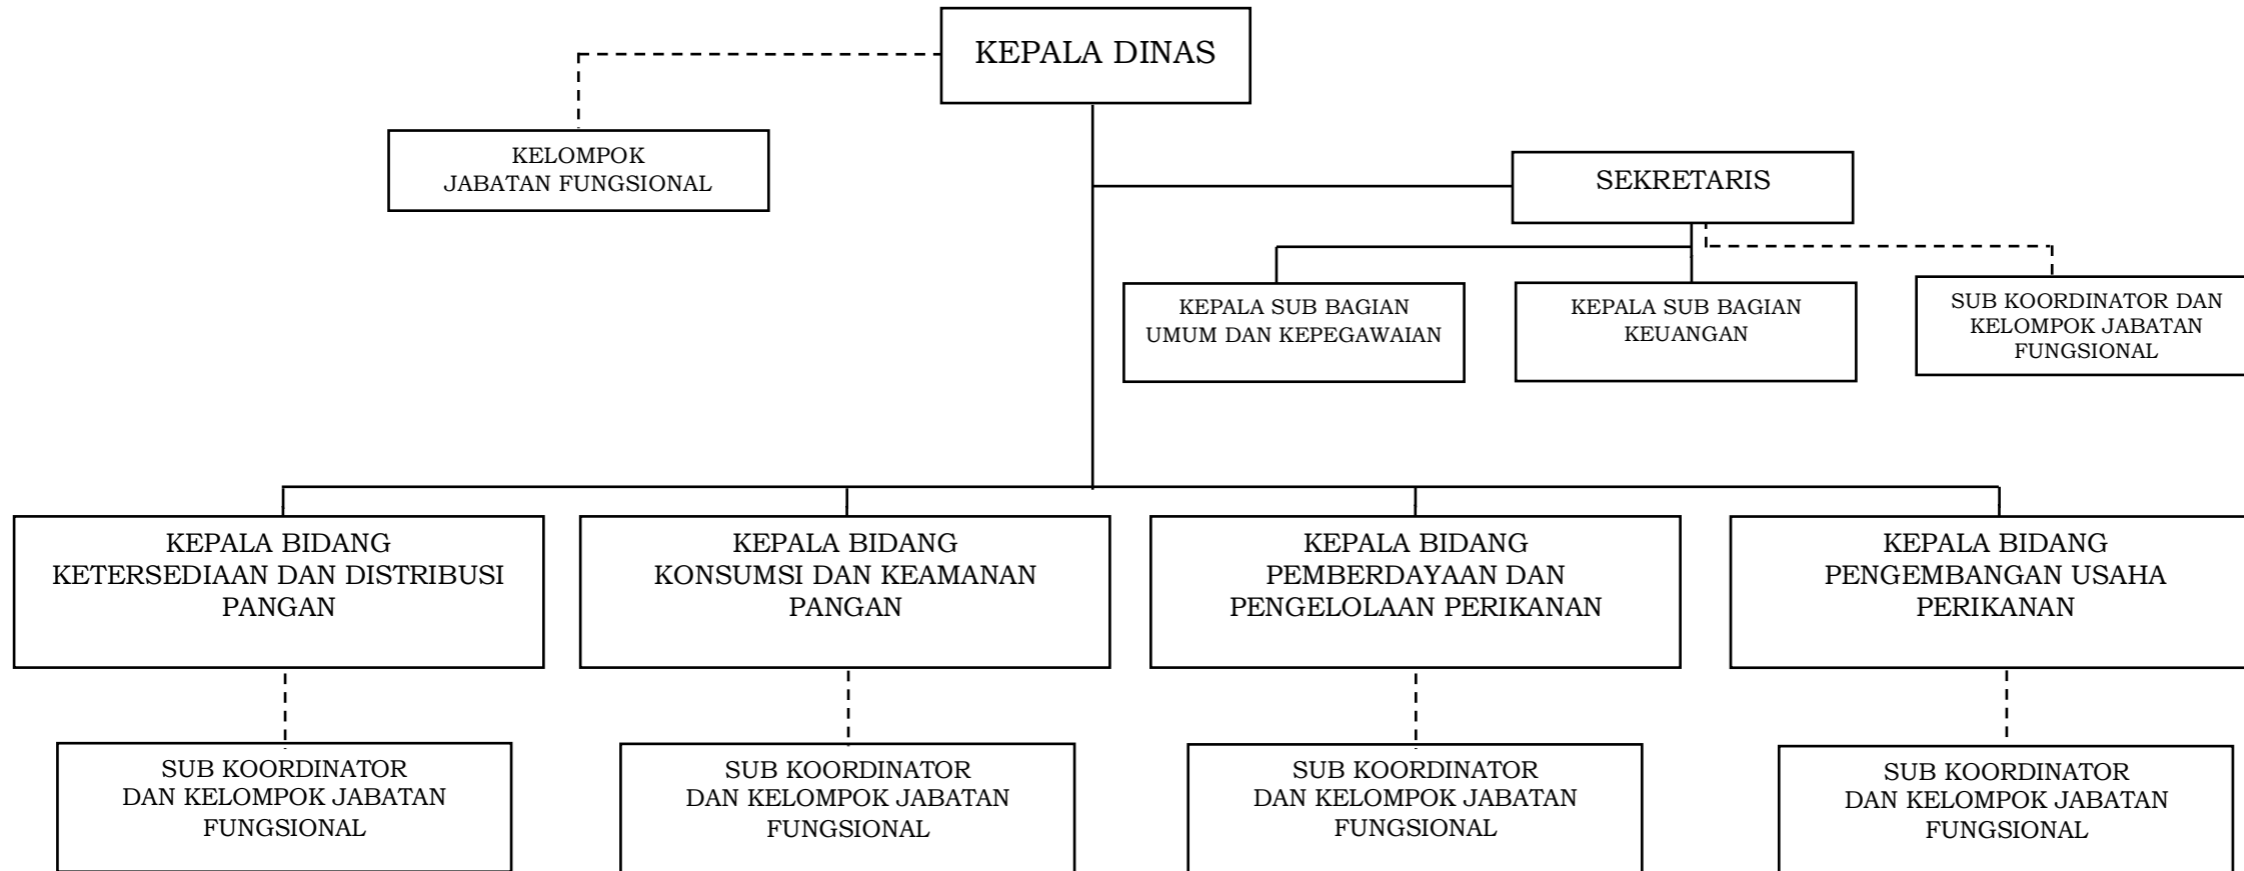 KEPALA DINAS
KELOMPOK
JABATAN FUNGSIONAL
SEKRETARIS
KEPALA SUB BAGIAN
UMUM DAN KEPEGAWAIAN
KEPALA SUB BAGIAN
KEUANGAN
SUB KOORDINATOR DAN
KELOMPOK JABATAN
FUNGSIONAL
KEPALA BIDANG
KETERSEDIAAN DAN DISTRIBUSI
PANGAN
KEPALA BIDANG
KONSUMSI DAN KEAMANAN
PANGAN
KEPALA BIDANG
PEMBERDAYAAN DAN
PENGELOLAAN PERIKANAN
KEPALA BIDANG
PENGEMBANGAN USAHA
PERIKANAN
SUB KOORDINATOR
DAN KELOMPOK JABATAN
FUNGSIONAL
SUB KOORDINATOR
DAN KELOMPOK JABATAN
FUNGSIONAL
SUB KOORDINATOR
DAN KELOMPOK JABATAN
FUNGSIONAL
SUB KOORDINATOR
DAN KELOMPOK JABATAN
FUNGSIONAL